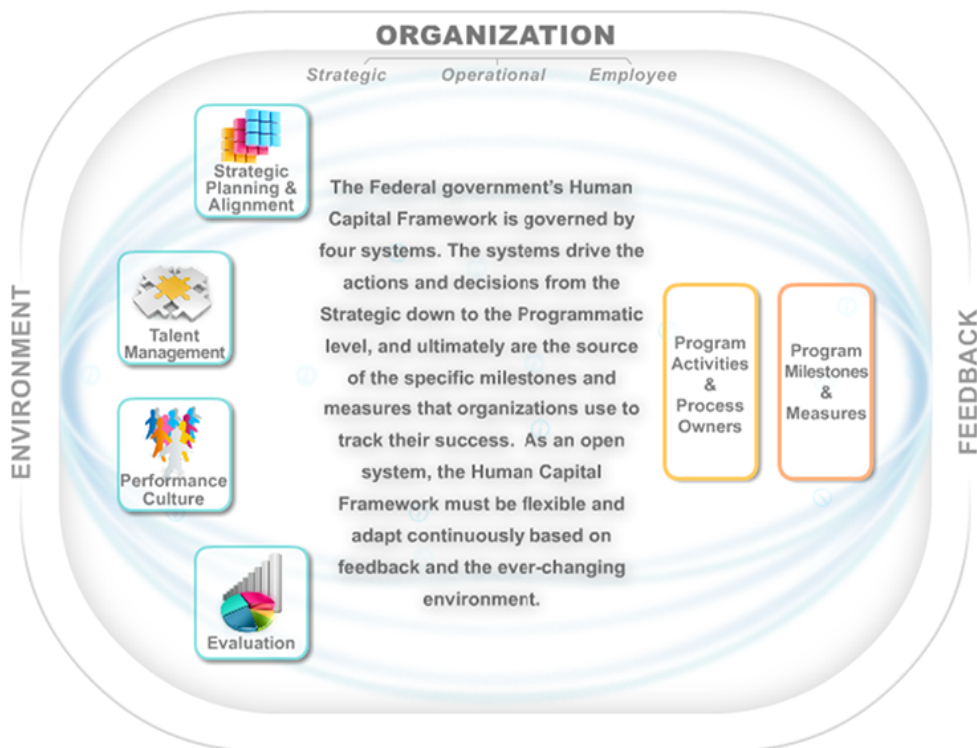 ORGANIZATION
Strategic Operational Employee
Strategic
Planning &
Alignment
Talent
Management
Performance
Culture
Evaluation
The Federal government’s Human
Capital Framework is governed by
four systems. The systems drive the
actions and decisions from the
Strategic down to the Programmatic
level, and ultimately are the source
of the specific milestones and
measures that organizations use to
track their success. As an open
system, the Human Capital
Framework must be flexible and
adapt continuously based on
feedback and the ever-changing
environment.
Program
Activities
&
Process
Owners
Program
Milestones
&
Measures
ENVIRONMENT
FEEDBACK